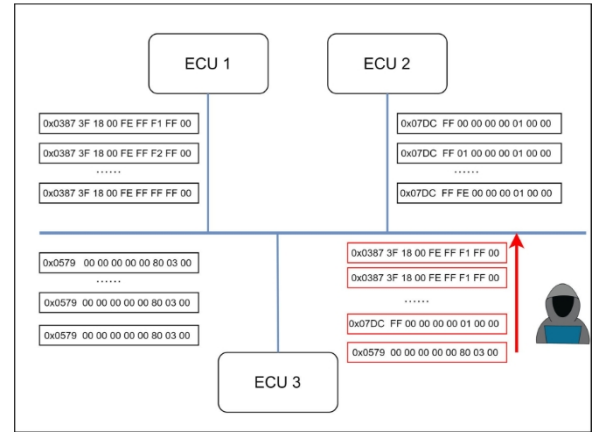 ECU 1
ECU 2
0x0387 3F 18 00 FE FF F1 FF 00
0x0387 3F 18 00 FE FF F2 FF 00
......
0x0387 3F 18 00 FE FF FF FF 00
0x07DC FF 00 00 00 00 01 00 00
0x07DC FF 01 00 00 00 01 00 00
......
0x07DC FF FE 00 00 00 01 00 00
0x0579 00 00 00 00 00 80 03 00
......
0x0579 00 00 00 00 00 80 03 00
0x0579 00 00 00 00 00 80 03 00
0x0387 3F 18 00 FE FF F1 FF 00
0x0387 3F 18 00 FE FF F1 FF 00
......
0x07DC FF 00 00 00 00 01 00 00
0x0579 00 00 00 00 00 80 03 00
ECU 3